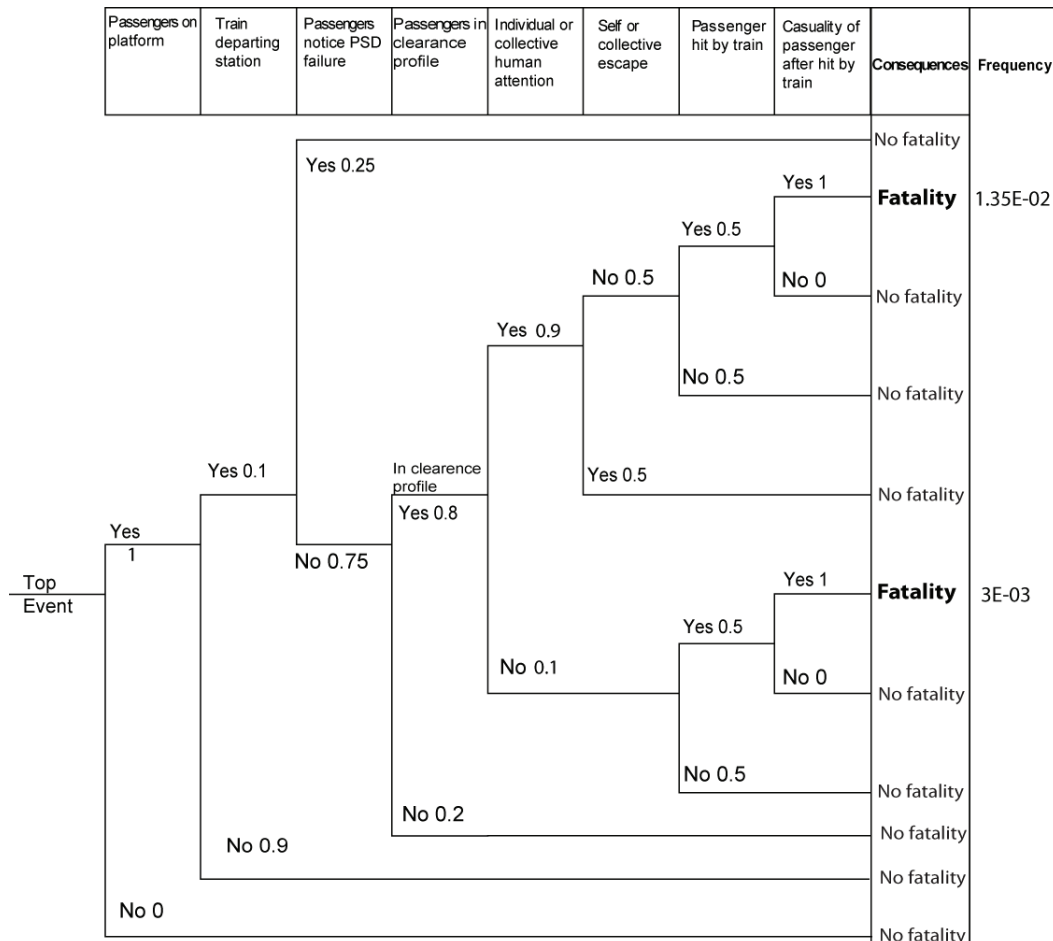 Passengers on
platform
Train
departing
station
Passengers
notice PSD
failure
Passengers in
clearance
profile
Individual or
collective
human
attention
Self or
collective
escape
Passenger
hit by train
Casuality of
passenger
after hit by
train
Consequences
Frequency
No fatality
Yes 0.25
Yes 1
Fatality
1.35E-02
Yes 0.5
No 0.5
No 0
No fatality
Yes 0.9
No 0.5
No fatality
In clearence
profile
Yes 0.1
Yes 0.5
No fatality
Yes 0.8
Yes
1
No 0.75
Top
Event
Yes 1
Fatality
3E-03
Yes 0.5
No 0.1
No 0
No fatality
No 0.5
No fatality
No 0.2
No fatality
No 0.9
No fatality
No 0
No fatality